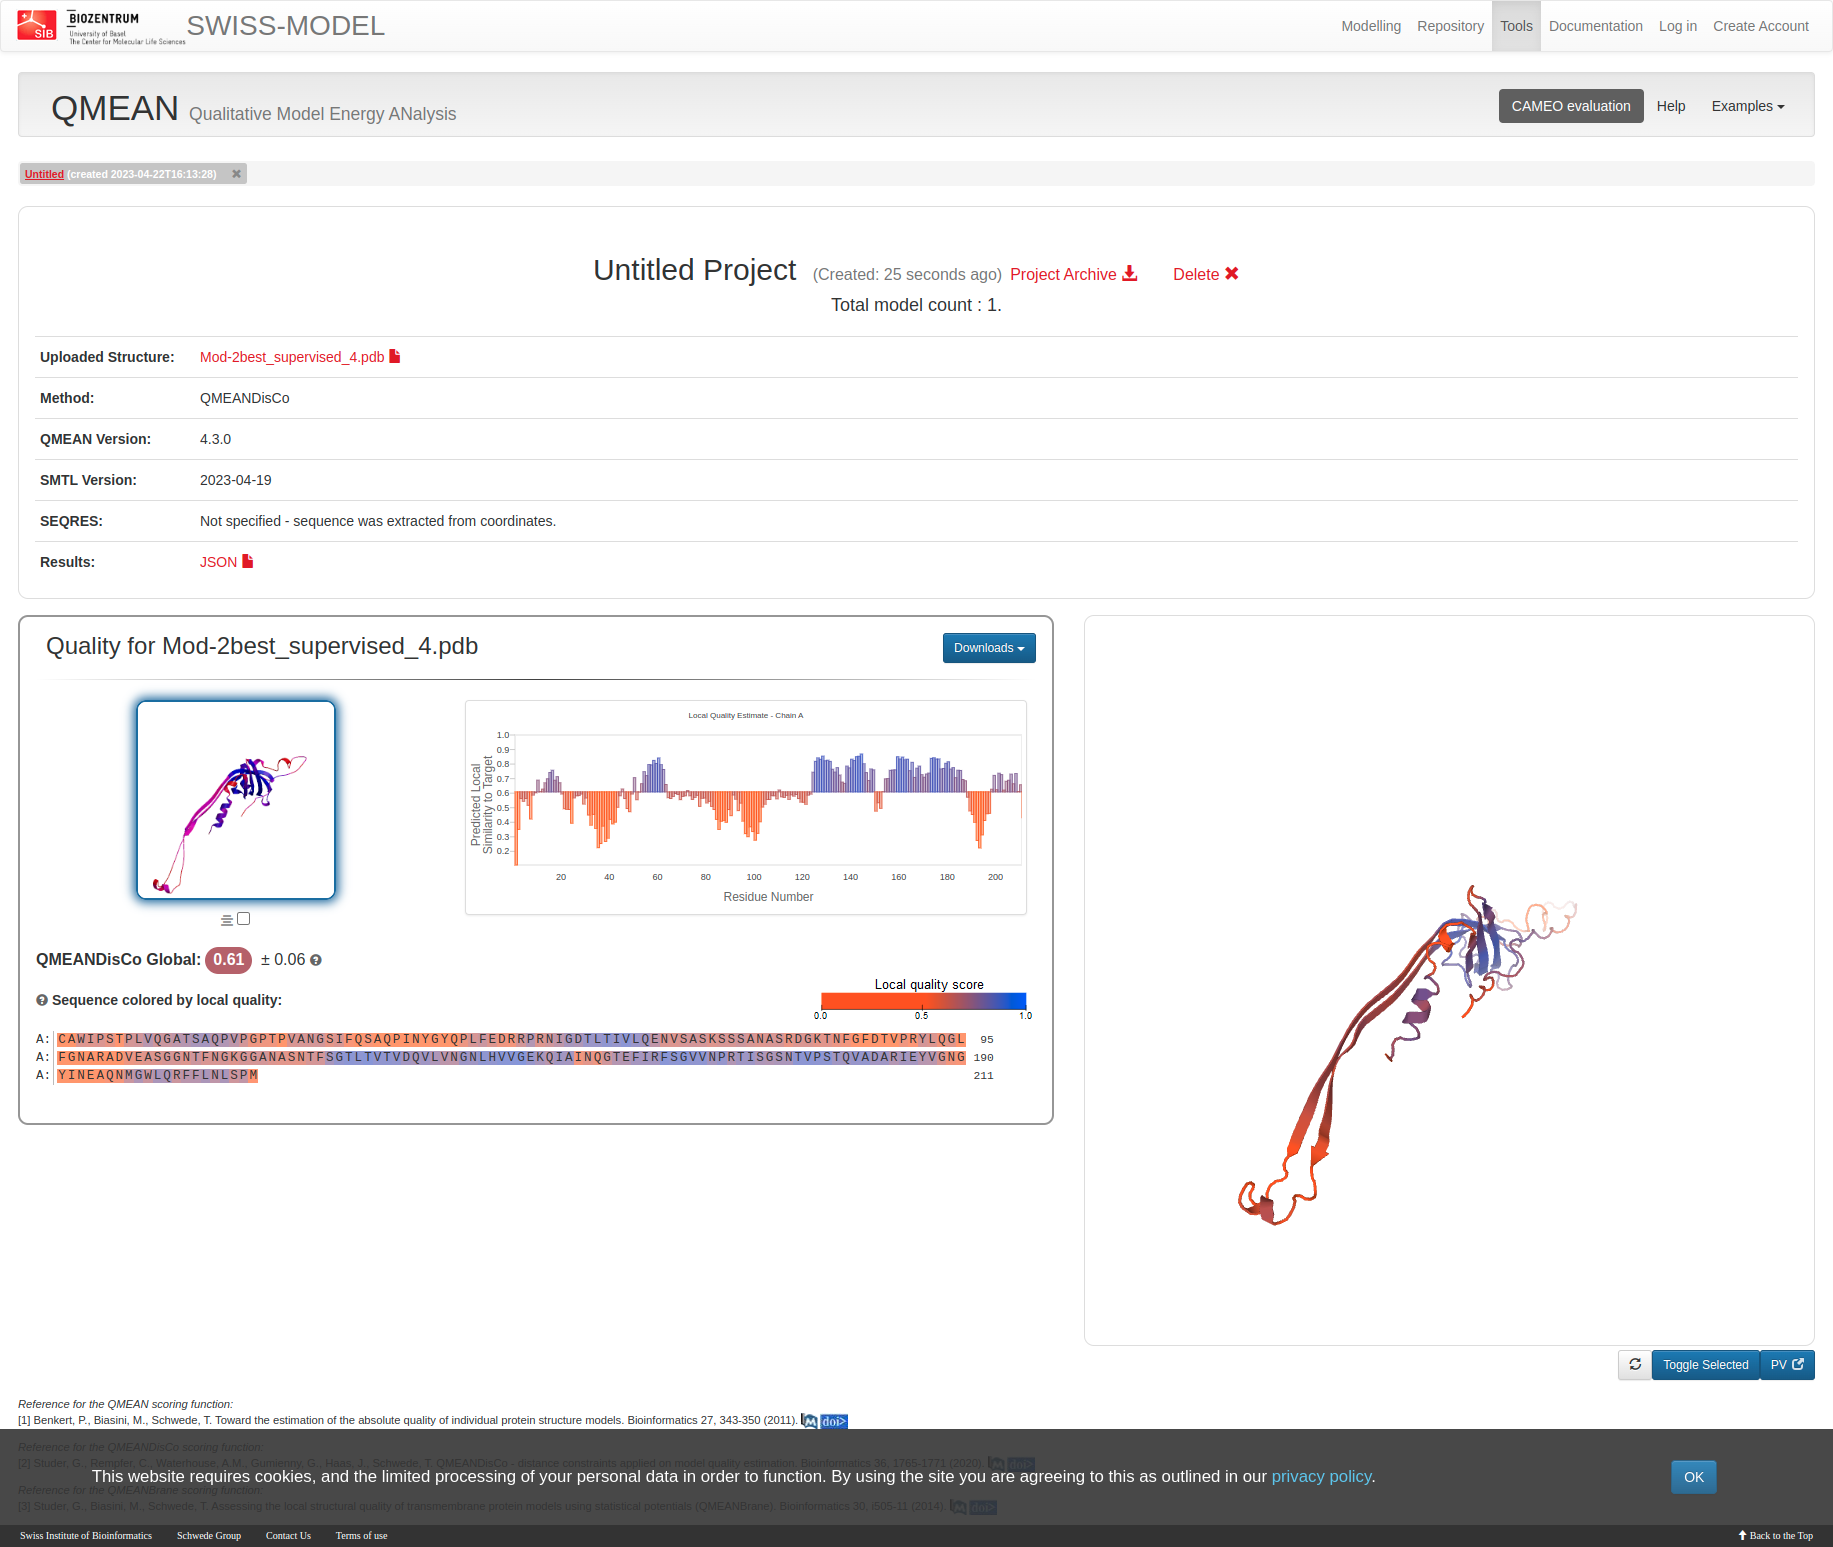 SIB
BIOZENTRUM
University of Basel
The Center for Molecular Life Sciences
SWISS-MODEL
Modelling Repository Tools Documentation Log in Create Account
QMEAN Qualitative Model Energy ANalysis
CAMEO evaluation Help Examples
Untitled (created 2023-04-22T16:13:28) ✖
Untitled Project (Created: 25 seconds ago) Project Archive Delete ✖
Total model count : 1.
Uploaded Structure: Mod-2best_supervised_4.pdb
Method: QMEANDisCo
QMEAN Version: 4.3.0
SMTL Version: 2023-04-19
SEQRES: Not specified - sequence was extracted from coordinates.
Results: JSON
Quality for Mod-2best_supervised_4.pdb
Downloads
Local Quality Estimate - Chain A
Predicted Local
Similarity to Target
1.0
0.9
0.8
0.7
0.6
0.5
0.4
0.3
0.2
20 40 60 80 100 120 140 160 180 200
Residue Number
QMEANDisCo Global: 0.61 ± 0.06
Sequence colored by local quality:
Local quality score
0.0 0.5 1.0
A: CAWIPSTPLVQGATSAQPVPGPTPVANGSIFQSAQPINYGYQPLFEDRRPRNIGDTLTIVLQENVSASKSSSANASRDGKTNFGFDTVPRYLQGL 95
A: FGNARADVEASGGNTFNGKGGANASNTFSGTLTVTVDQVLVNGNLHVVGEKQIAINQGTEFIRFSGVVNPRTISGSNTVPSTQVADARIEYVGNG 190
A: YINEAQNMGWLQRFFLNLSPM 211
Toggle Selected PV
Reference for the QMEAN scoring function:
[1] Benkert, P., Biasini, M., Schwede, T. Toward the estimation of the absolute quality of individual protein structure models. Bioinformatics 27, 343-350 (2011). M doi>
Reference for the QMEANDisCo scoring function:
[2] Studer, G., Rempfer, C., Waterhouse, A.M., Gumienny, G., Haas, J., Schwede, T. QMEANDisCo - distance constraints applied on model quality estimation. Bioinformatics 36, 1765-1771 (2020). M doi>
This website requires cookies, and the limited processing of your personal data in order to function. By using the site you are agreeing to this as outlined in our privacy policy.
OK
Reference for the QMEANBrane scoring function:
[3] Studer, G., Biasini, M., Schwede, T. Assessing the local structural quality of transmembrane protein models using statistical potentials (QMEANBrane). Bioinformatics 30, i505-11 (2014). M doi>
Swiss Institute of Bioinformatics Schwede Group Contact Us Terms of use
Back to the Top